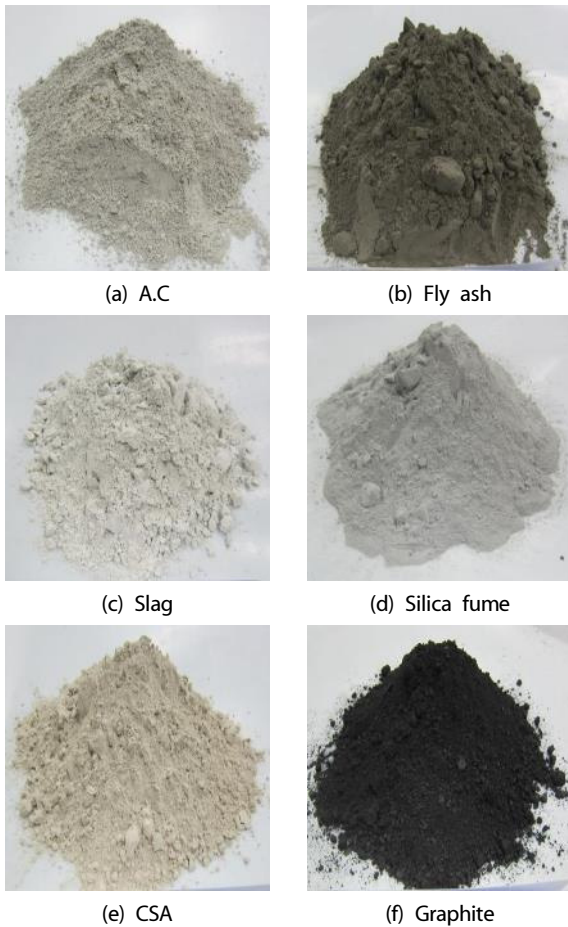 (a) A.C
(b) Fly ash
(c) Slag
(d) Silica fume
(e) CSA
(f) Graphite